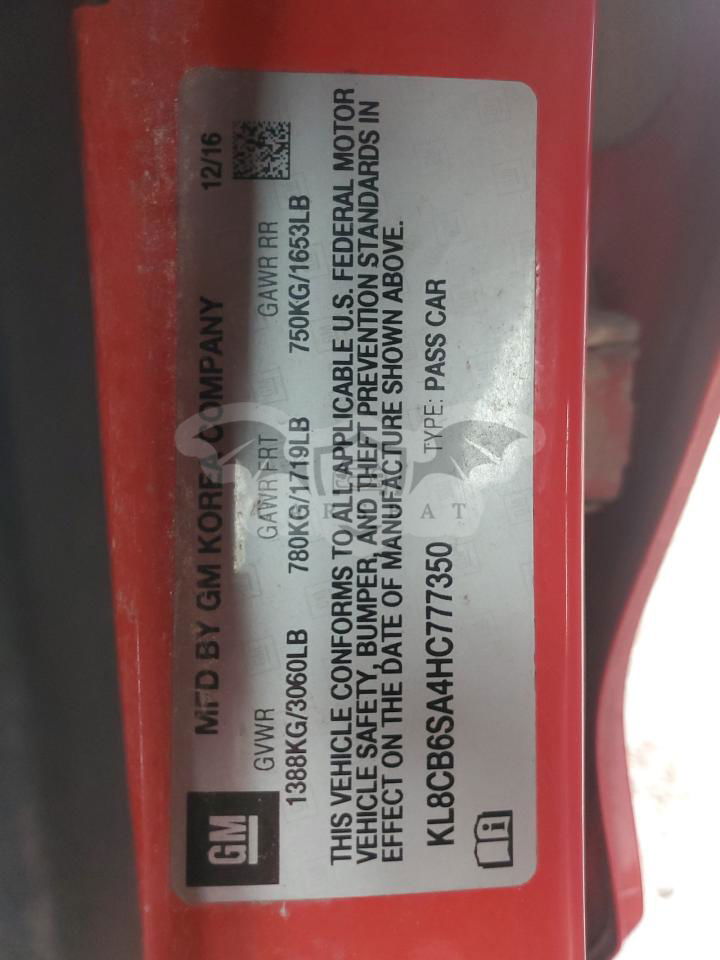 GM
MFD BY GM KOREA COMPANY 12/16
GVWR GAWR FRT GAWR RR
1388KG/3060LB 780KG/1719LB 750KG/1653LB
THIS VEHICLE CONFORMS TO ALL APPLICABLE U.S. FEDERAL MOTOR
VEHICLE SAFETY, BUMPER, AND THEFT PREVENTION STANDARDS IN
EFFECT ON THE DATE OF MANUFACTURE SHOWN ABOVE.
KL8CB6SA4HC777350 TYPE: PASS CAR